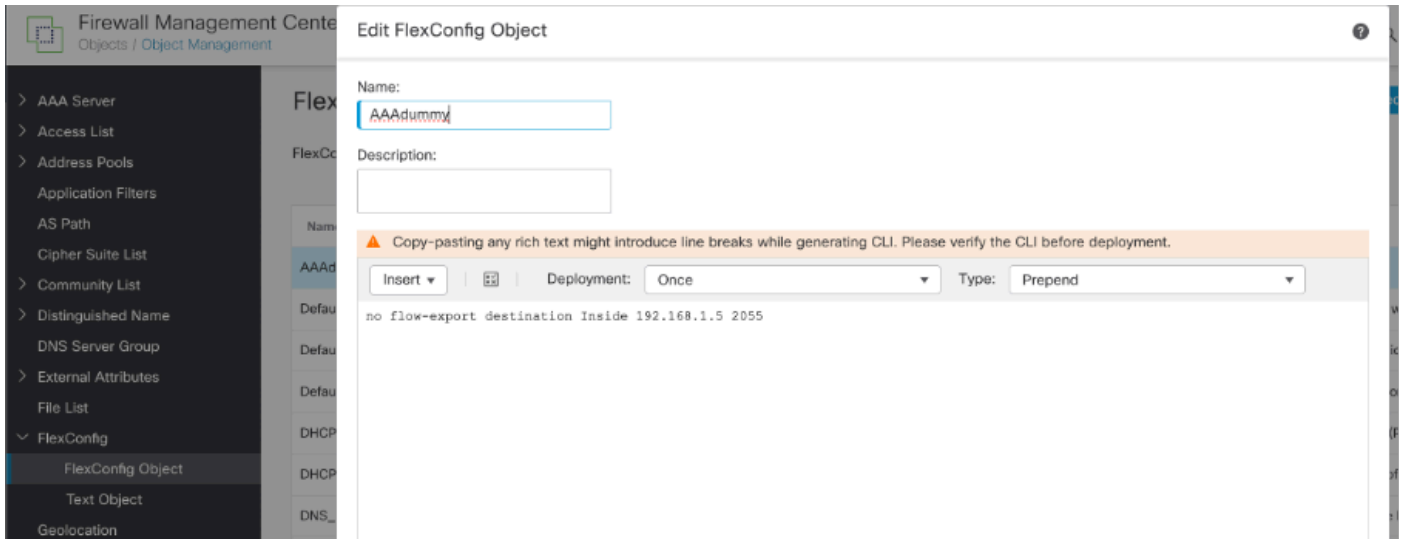 Firewall Management Cente
Objects / Object Management
AAA Server
Access List
Address Pools
Application Filters
AS Path
Cipher Suite List
Community List
Distinguished Name
DNS Server Group
External Attributes
File List
FlexConfig
FlexConfig Object
Text Object
Geolocation
Flex
FlexCo
Nam
AAAd
Defau
Defau
Defau
DHCP
DHCP
DNS_
Edit FlexConfig Object
Name:
AAAdummy
Description:
Copy-pasting any rich text might introduce line breaks while generating CLI. Please verify the CLI before deployment.
Insert Deployment: Once Type: Prepend
no flow-export destination Inside 192.168.1.5 2055